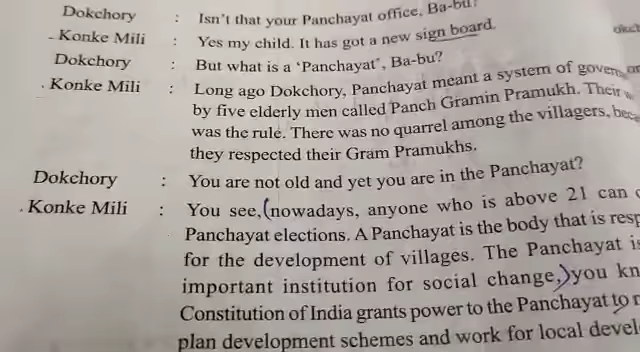 Dokchory : Isn't that your Panchayat office, Ba-bu?
Konke Mili : Yes my child. It has got a new sign board.
Dokchory : But what is a 'Panchayat', Ba-bu?
Konke Mili : Long ago Dokchory, Panchayat meant a system of govern
by five elderly men called Panch Gramin Pramukh. Their
was the rule. There was no quarrel among the villagers, beca
they respected their Gram Pramukhs.
Dokchory : You are not old and yet you are in the Panchayat?
Konke Mili : You see, (nowadays, anyone who is above 21 can
Panchayat elections. A Panchayat is the body that is resp
for the development of villages. The Panchayat is
important institution for social change,) you kn
Constitution of India grants power to the Panchayat to
plan development schemes and work for local devel